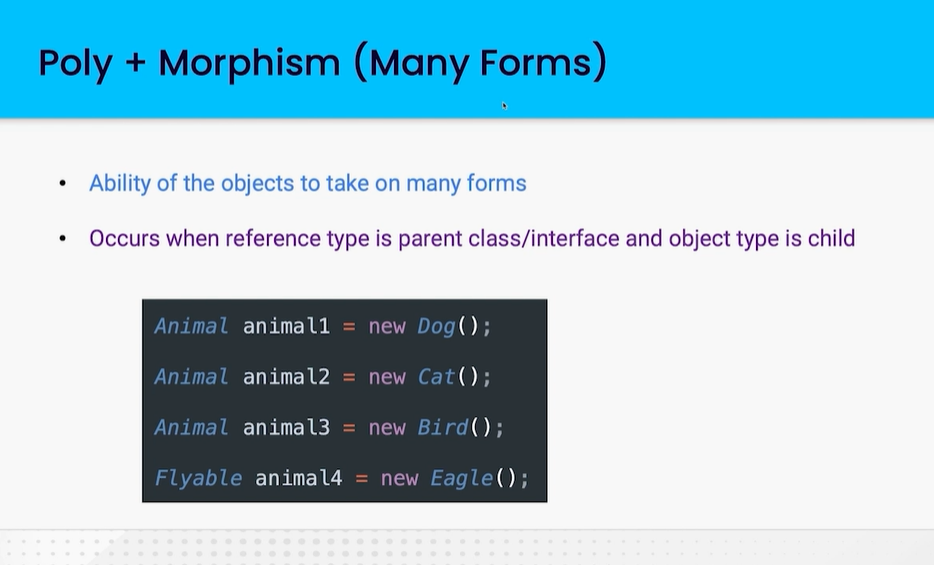 Poly + Morphism (Many Forms)
• Ability of the objects to take on many forms
• Occurs when reference type is parent class/interface and object type is child
Animal animal1 = new Dog();
Animal animal2 = new Cat();
Animal animal3 = new Bird();
Flyable animal4 = new Eagle();